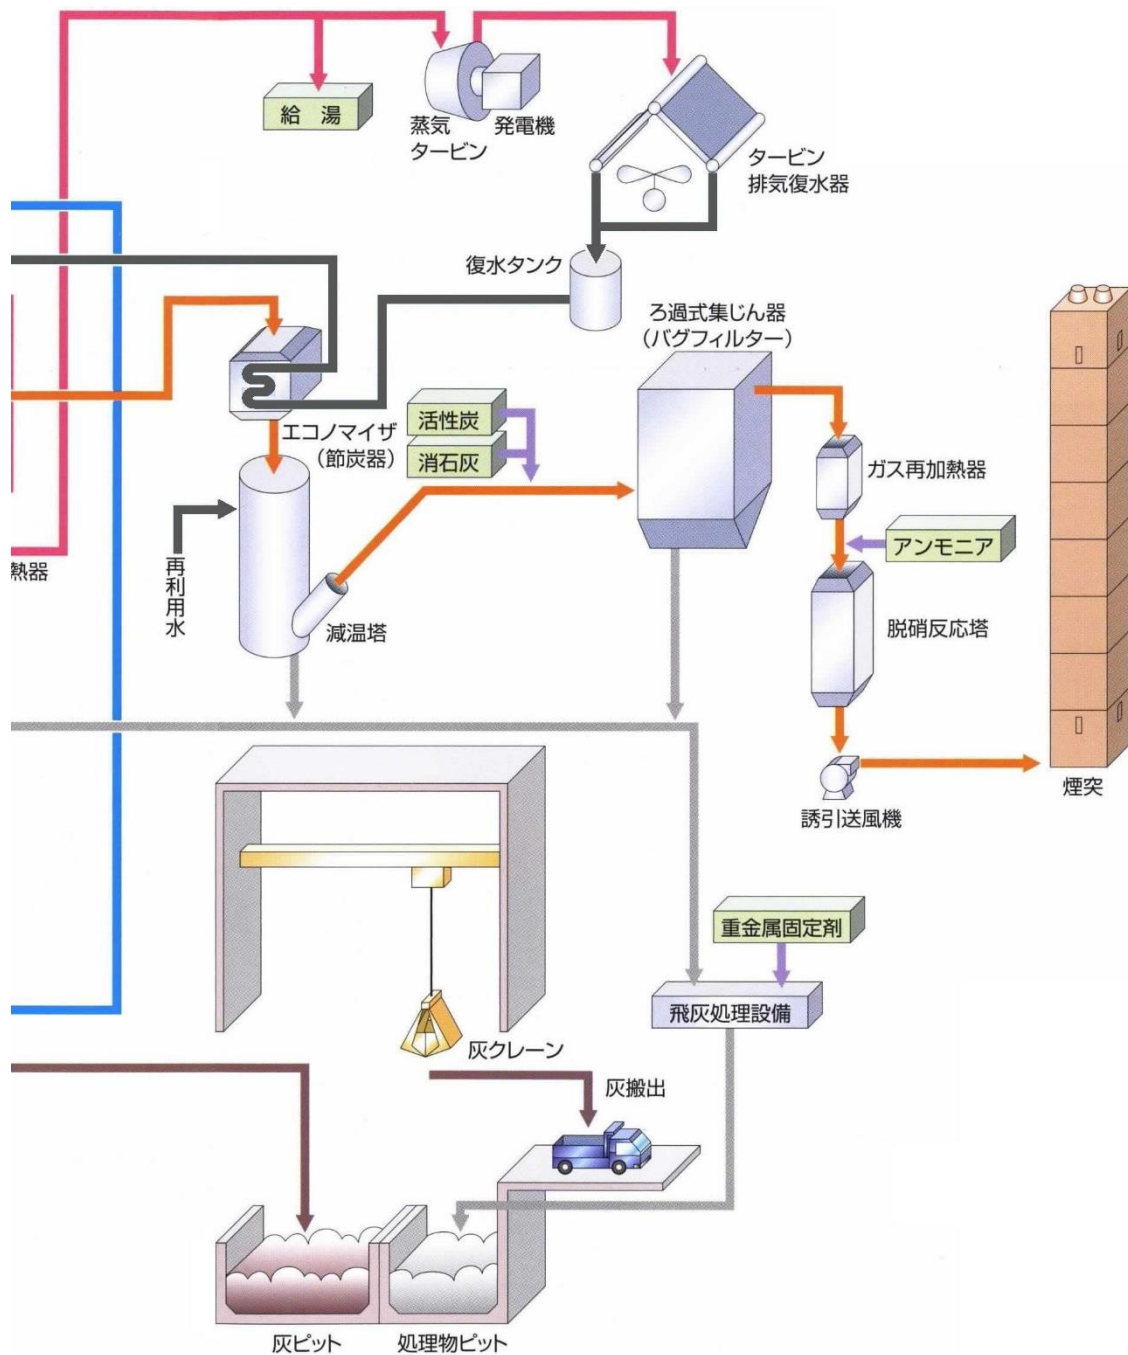 給　湯
蒸気
タービン
発電機
タービン
排気復水器
復水タンク
ろ過式集じん器
（バグフィルター）
エコノマイザ
（節炭器）
活性炭
消石灰
ガス再加熱器
アンモニア
熱器
再利用水
減温塔
脱硝反応塔
誘引送風機
煙突
重金属固定剤
飛灰処理設備
灰クレーン
灰搬出
灰ピット
処理物ピット